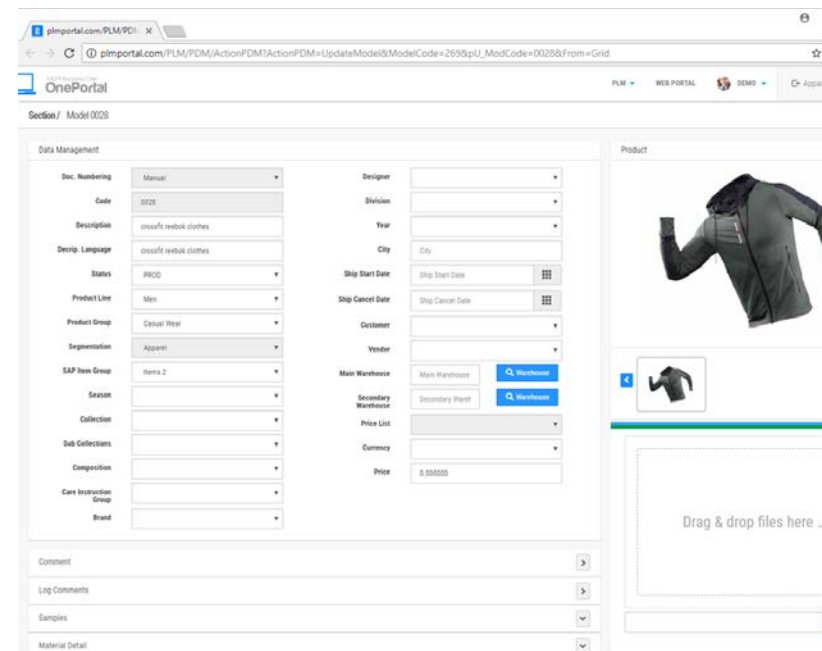 plmportal.com/PLM/PD
plmportal.com/PLM/PDM/ActionPDM?ActionPDM=UpdateModel&ModelCode=269&pU_ModCode=0028&From=Grid
OnePortal
PLM
WEB PORTAL
DEMO
Section / Model 0028
Data Management
Doc. Numbering Manual
Code 0028
Description crossfit reebok clothes
Decrip. Language crossfit reebok clothes
Status PROD
Product Line Men
Product Group Casual Wear
Segmentation Apparel
SAP Item Group Items 2
Season
Collection
Sub Collections
Composition
Care Instruction
Group
Brand
Designer
Division
Year
City City
Ship Start Date Ship Start Date
Ship Cancel Date Ship Cancel Date
Customer
Vendor
Main Warehouse Main Warehouse Warehouse
Secondary
Warehouse Secondary Wareh Warehouse
Price List
Currency
Price 0.000000
Comment
Log Comments
Samples
Material Detail
Product
Drag & drop files here ..